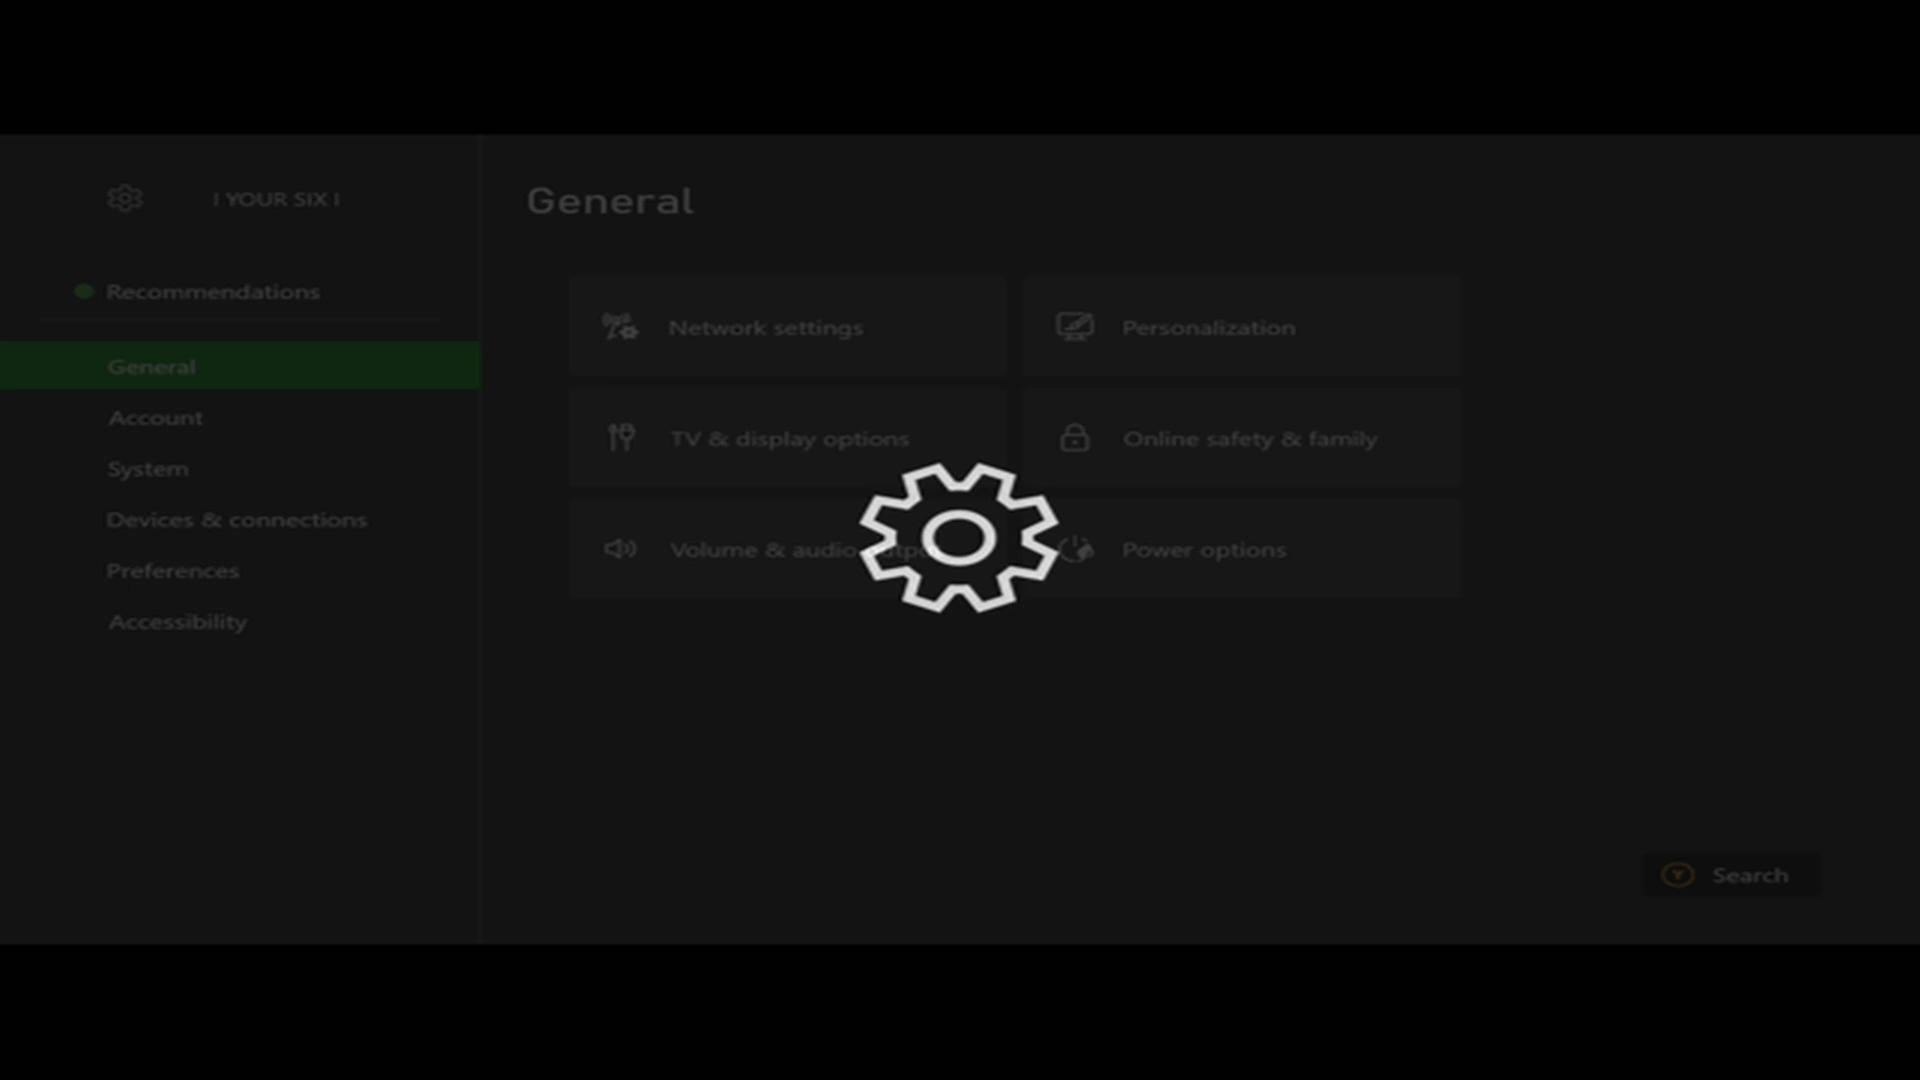 I YOUR SIX I
Recommendations
General
Account
System
Devices & connections
Preferences
Accessibility
General
Network settings
Personalization
TV & display options
Online safety & family
Volume & audio
Power options
Y Search